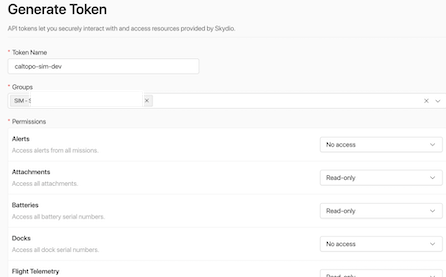 Generate Token
API tokens let you securely interact with and access resources provided by Skydio.
* Token Name
caltopo-sim-dev
* Groups
SIM - S
* Permissions
Alerts
Access alerts from all missions.
No access
Attachments
Access all attachments.
Read-only
Batteries
Access all battery serial numbers.
Read-only
Docks
Access all dock serial numbers.
No access
Flight Telemetry
Read-only